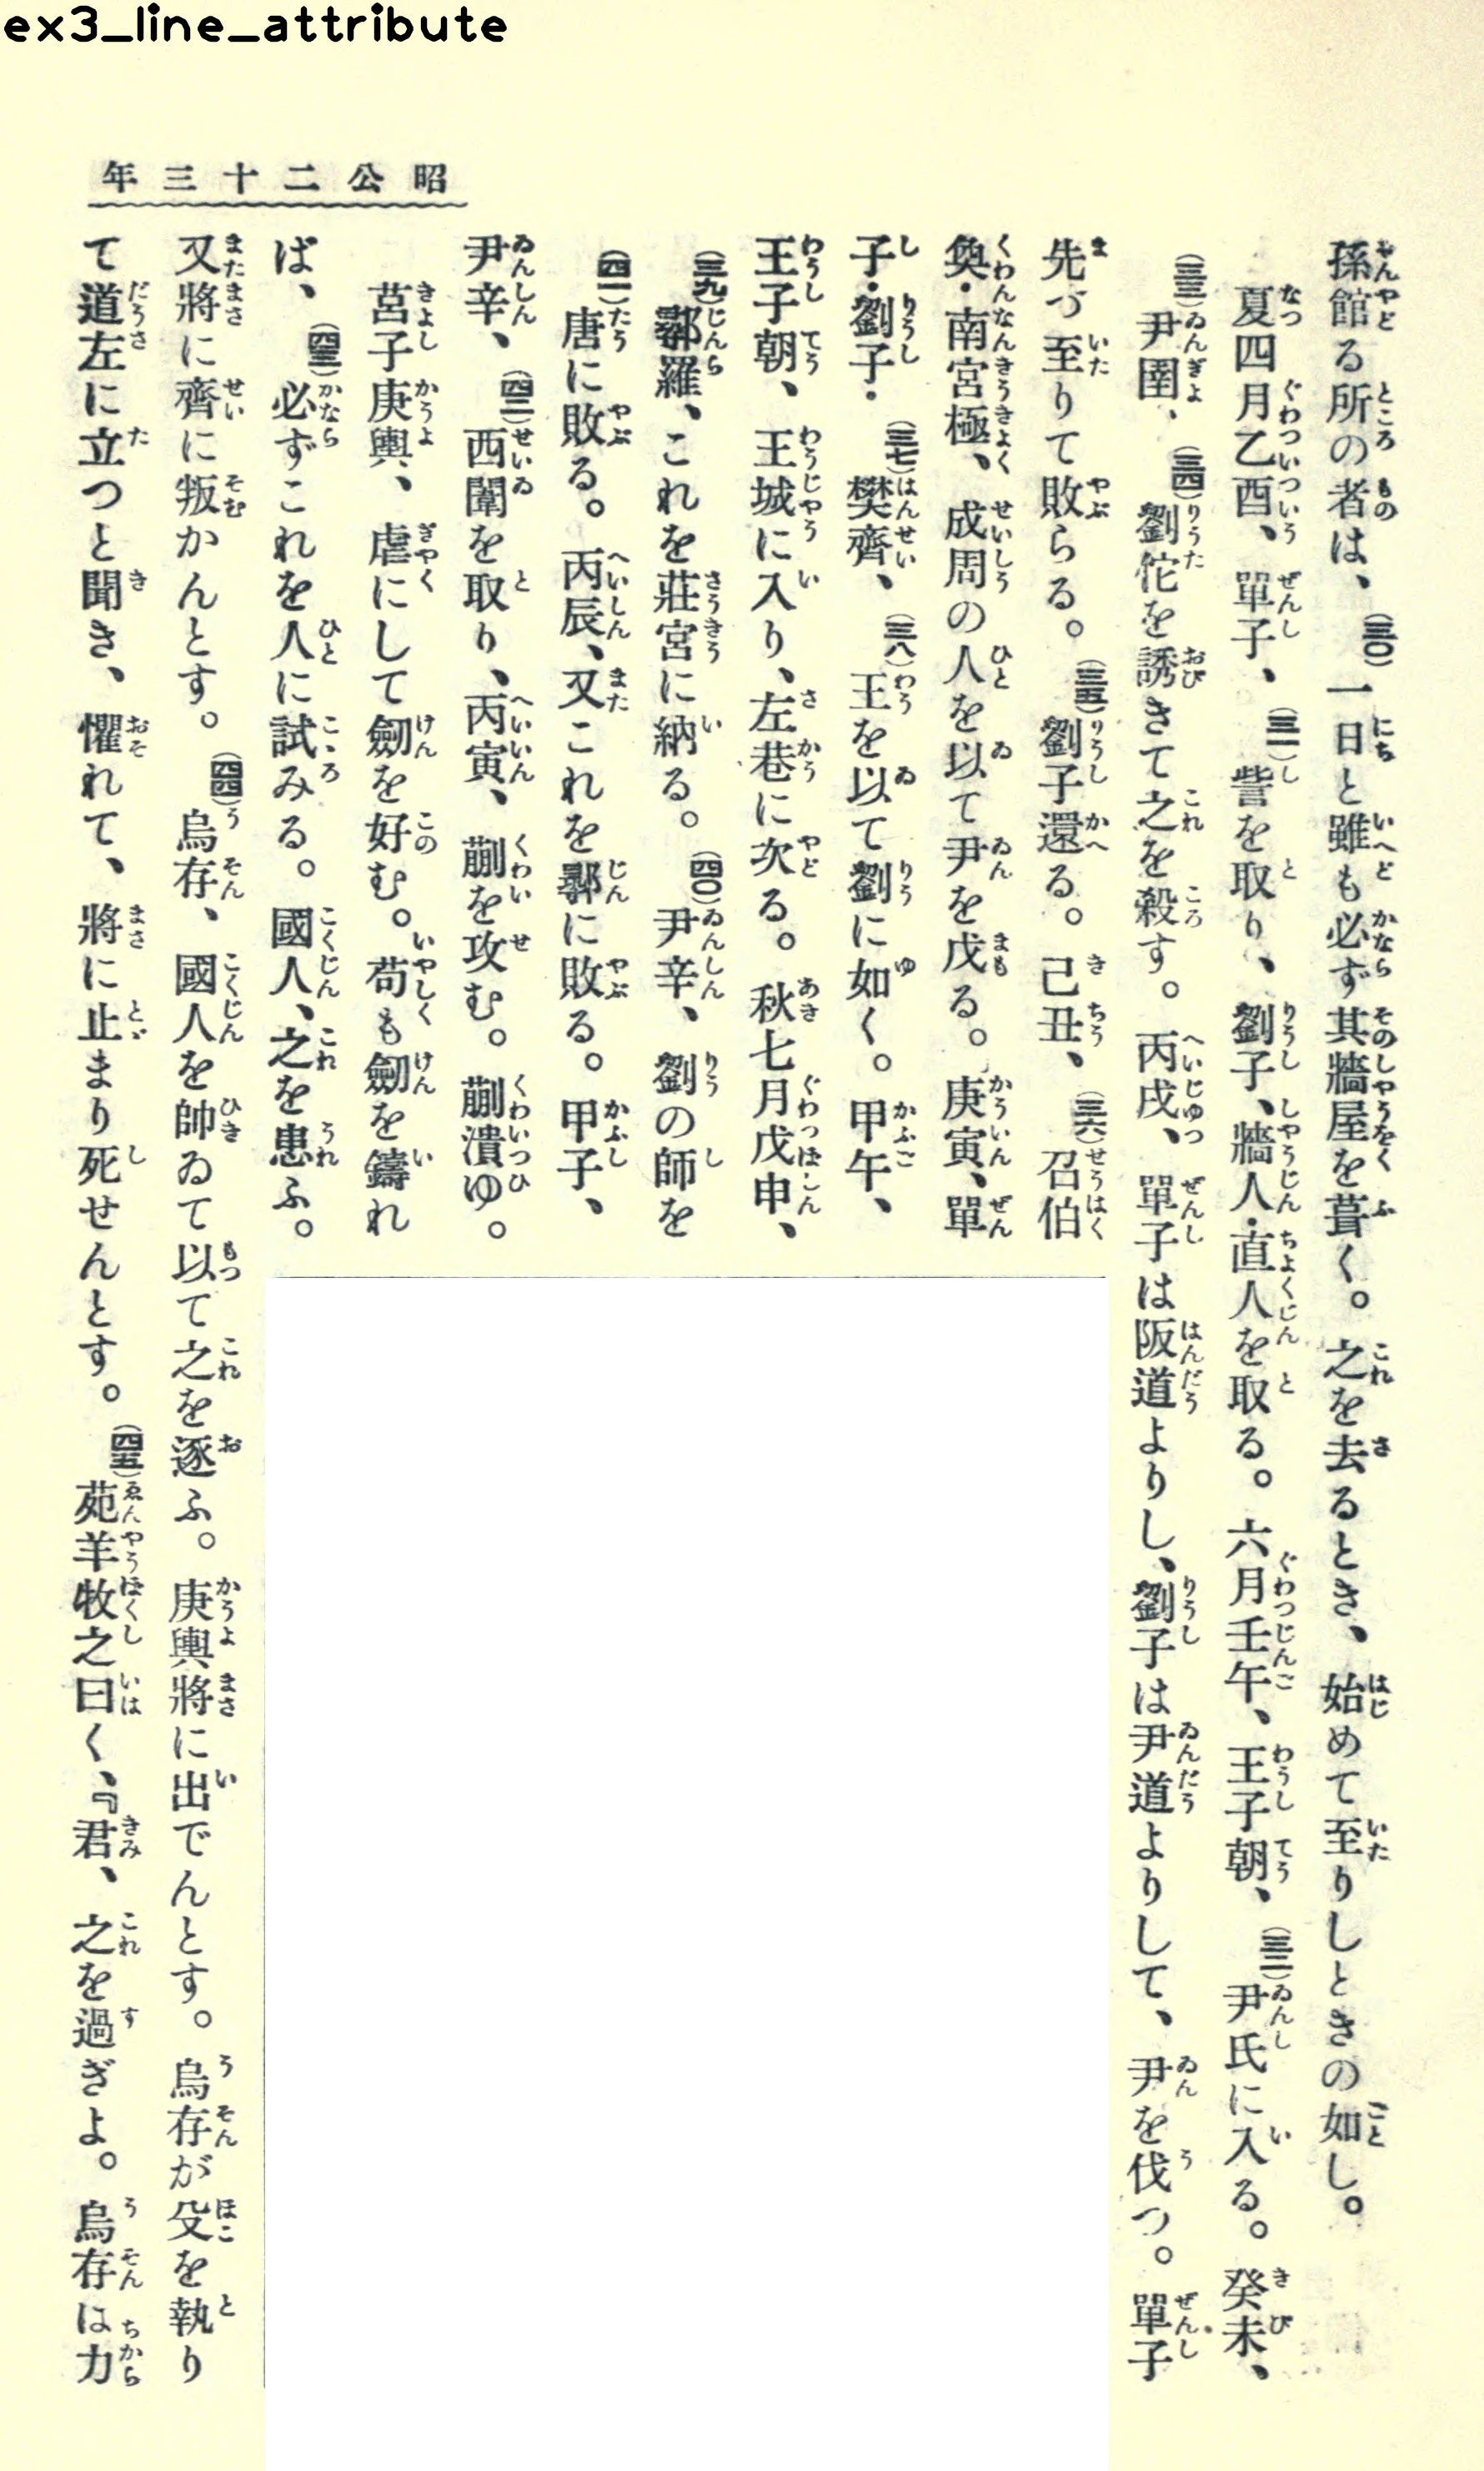 ex3_line_attribute
昭公二十三年
孫館る所の者は、(三〇)一日と雖も必ず其牆屋を葺く。之を去るとき、始めて至りしときの如し。
夏四月乙酉、單子、(三一)訾を取り、劉子、牆人・直人を取る。六月壬午、王子朝、(三二)尹氏に入る。癸未、
(三三)尹圉、(三四)劉佗を誘きて之を殺す。丙戌、單子は阪道よりし、劉子は尹道よりして、尹を伐つ。單子
先づ至りて敗らる。(三五)劉子還る。己丑、(三六)召伯
奐・南宮極、成周の人を以て尹を戍る。庚寅、單
子・劉子・(三七)樊齊、(三八)王を以て劉に如く。甲午、
王子朝、王城に入り、左巷に次る。秋七月戊申、
(三九)鄩羅、これを莊宮に納る。(四〇)尹辛、劉の師を
(四一)唐に敗る。丙辰、又これを鄩に敗る。甲子、
尹辛、(四二)西闈を取り、丙寅、蒯を攻む。蒯潰ゆ。
莒子庚輿、虐にして劒を好む。苟も劒を鑄れ
ば、(四三)必ずこれを人に試みる。國人、之を患ふ。
又將に齊に叛かんとす。(四四)烏存、國人を帥ゐて以て之を逐ふ。庚輿將に出でんとす。烏存が殳を執り
て道左に立つと聞き、懼れて、將に止まり死せんとす。(四五)苑羊牧之曰く、『君、之を過ぎよ。烏存は力